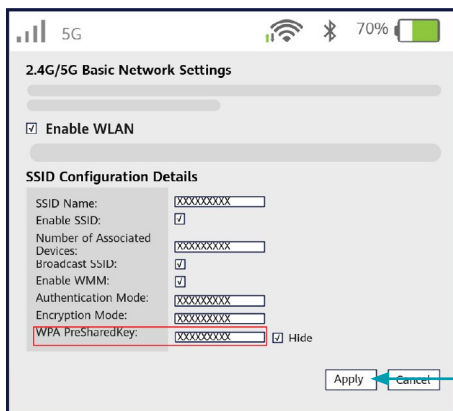 5G 70%
2.4G/5G Basic Network Settings
Enable WLAN
SSID Configuration Details
SSID Name: XXXXXXXXX
Enable SSID:
Number of Associated
Devices: XXXXXXXXX
Broadcast SSID:
Enable WMM:
Authentication Mode: XXXXXXXXX
Encryption Mode: XXXXXXXXX
WPA PreSharedKey: XXXXXXXXX Hide
Apply Cancel